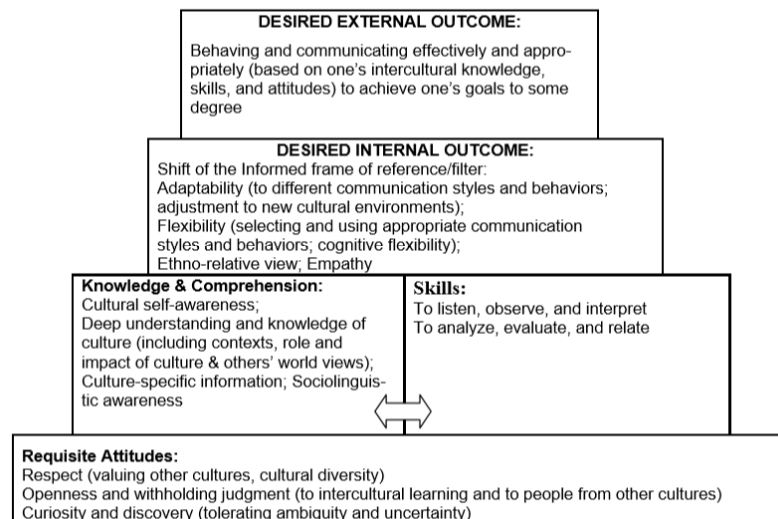 DESIRED EXTERNAL OUTCOME:
Behaving and communicating effectively and appro-
priately (based on one's intercultural knowledge,
skills, and attitudes) to achieve one's goals to some
degree
DESIRED INTERNAL OUTCOME:
Shift of the Informed frame of reference/filter:
Adaptability (to different communication styles and behaviors;
adjustment to new cultural environments);
Flexibility (selecting and using appropriate communication
styles and behaviors; cognitive flexibility);
Ethno-relative view; Empathy
Knowledge & Comprehension:
Cultural self-awareness;
Deep understanding and knowledge of
culture (including contexts, role and
impact of culture & others' world views);
Culture-specific information; Sociolinguis-
tic awareness
Skills:
To listen, observe, and interpret
To analyze, evaluate, and relate
Requisite Attitudes:
Respect (valuing other cultures, cultural diversity)
Openness and withholding judgment (to intercultural learning and to people from other cultures)
Curiosity and discovery (tolerating ambiguity and uncertainty)